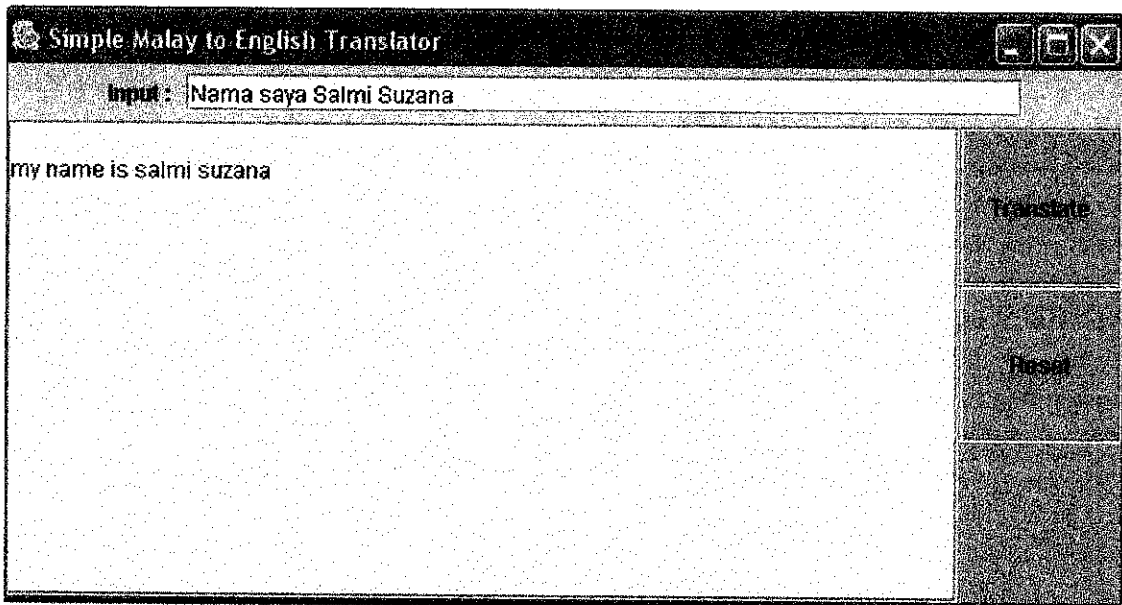 Simple Malay to English Translator
Input : Nama saya Salmi Suzana
my name is salmi suzana
Translate
Reset